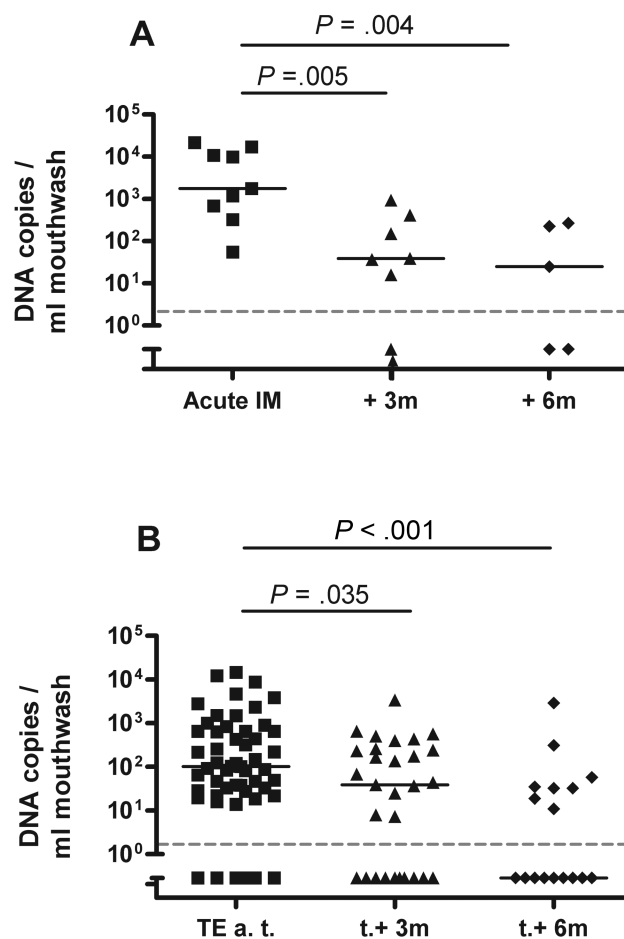 A
P = .004
P =.005
10⁵
10⁴
10³
10²
10¹
10⁰
DNA copies /
ml mouthwash
Acute IM + 3m + 6m
B
P < .001
P = .035
10⁵
10⁴
10³
10²
10¹
10⁰
DNA copies /
ml mouthwash
TE a. t. t.+ 3m t.+ 6m